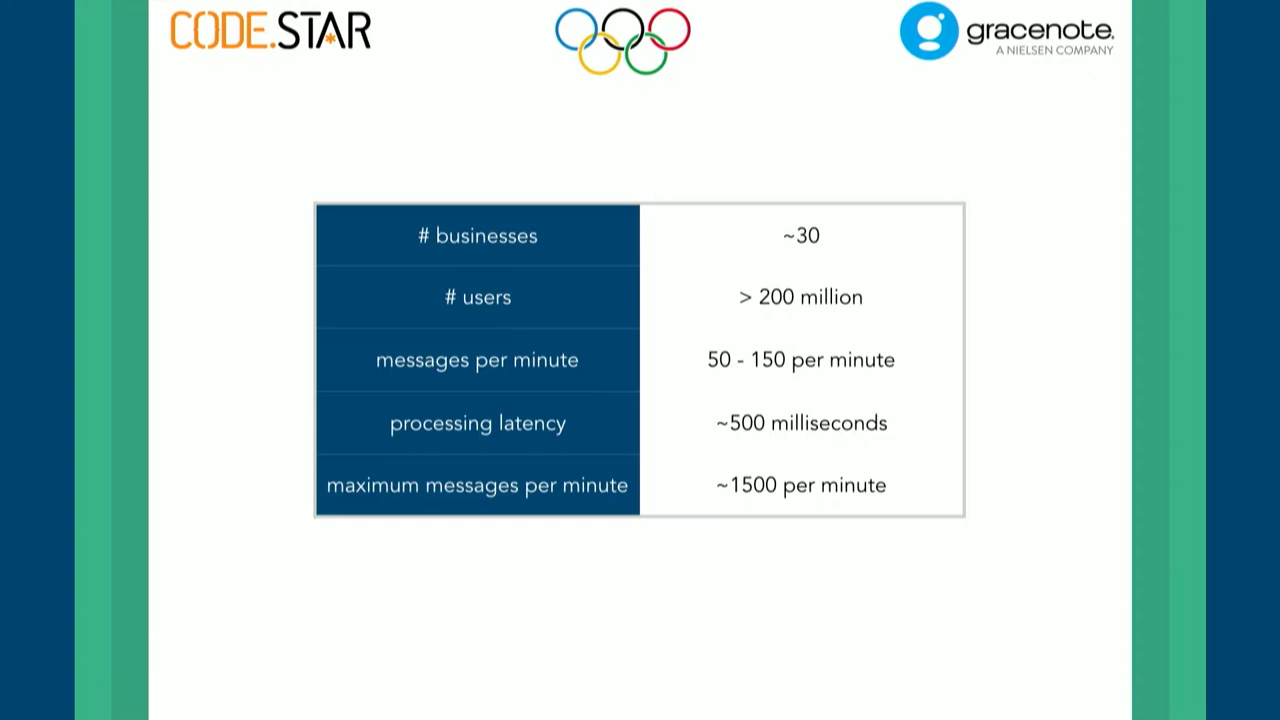 CODE.STAR
gracenote.
A NIELSEN COMPANY
# businesses ~30
# users > 200 million
messages per minute 50 - 150 per minute
processing latency ~500 milliseconds
maximum messages per minute ~1500 per minute